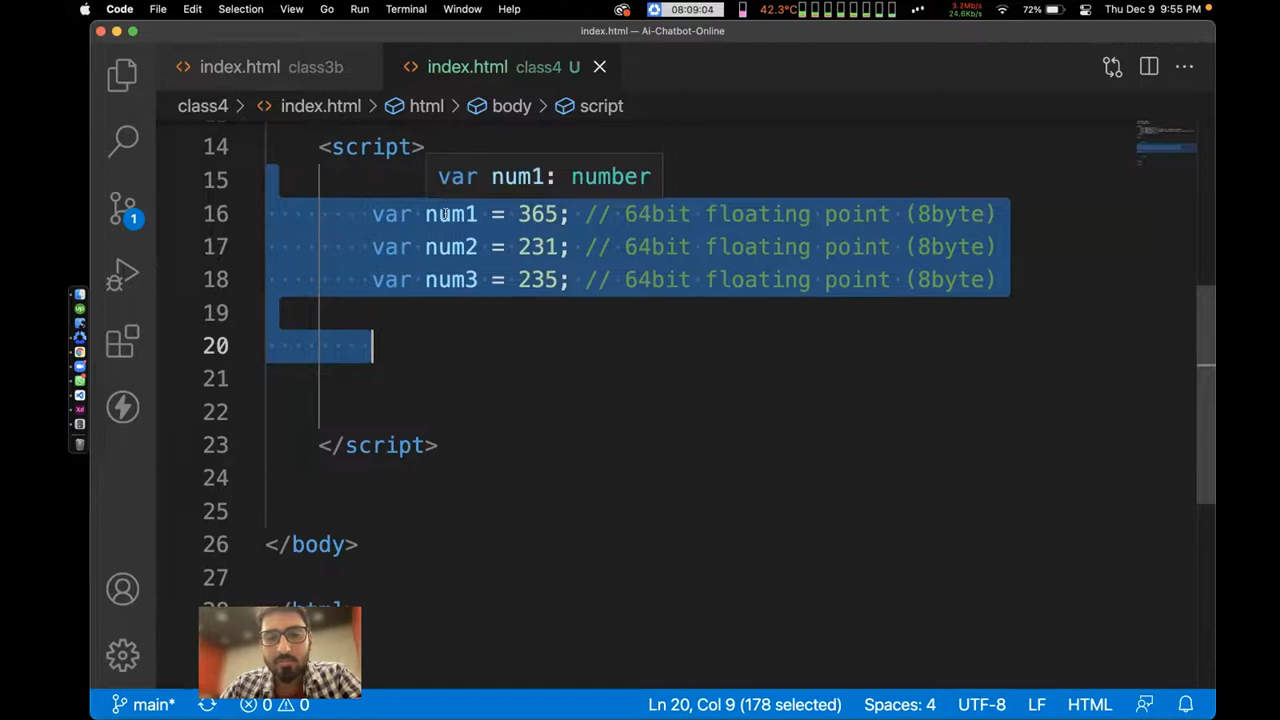 Code File Edit Selection View Go Run Terminal Window Help 08:09:04 42.3°C 3.2Mb/s 24.6Kb/s 72% Thu Dec 9 9:55 PM
index.html — Ai-Chatbot-Online
index.html class3b index.html class4 U
class4 > index.html > html > body > script
14 <script>
var num1: number
15
16 var num1 = 365; // 64bit floating point (8byte)
17 var num2 = 231; // 64bit floating point (8byte)
18 var num3 = 235; // 64bit floating point (8byte)
19
20
21
22
23 </script>
24
25
26 </body>
27
1
main* 0 0 Ln 20, Col 9 (178 selected) Spaces: 4 UTF-8 LF HTML